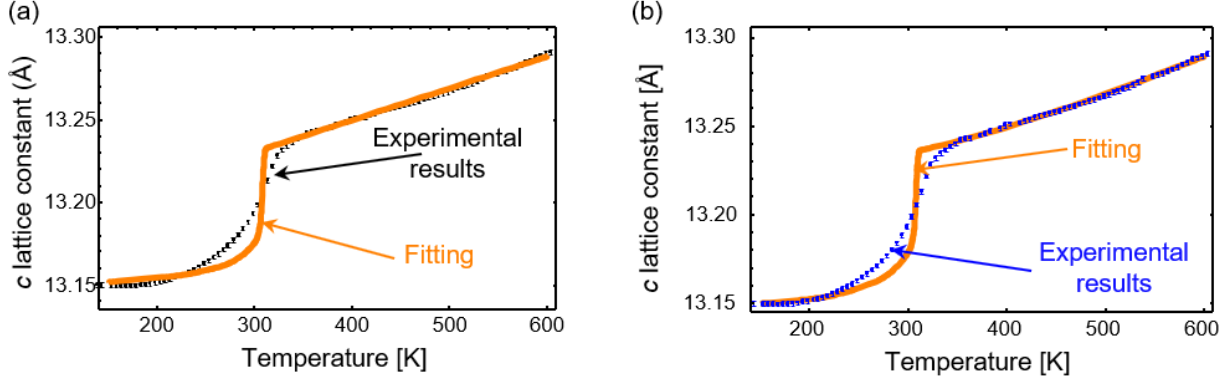 (a)
c lattice constant (Å)
13.30
13.25
13.20
13.15
200
300
400
500
600
Temperature [K]
Experimental
results
Fitting
(b)
c lattice constant [Å]
13.30
13.25
13.20
13.15
200
300
400
500
600
Temperature [K]
Fitting
Experimental
results